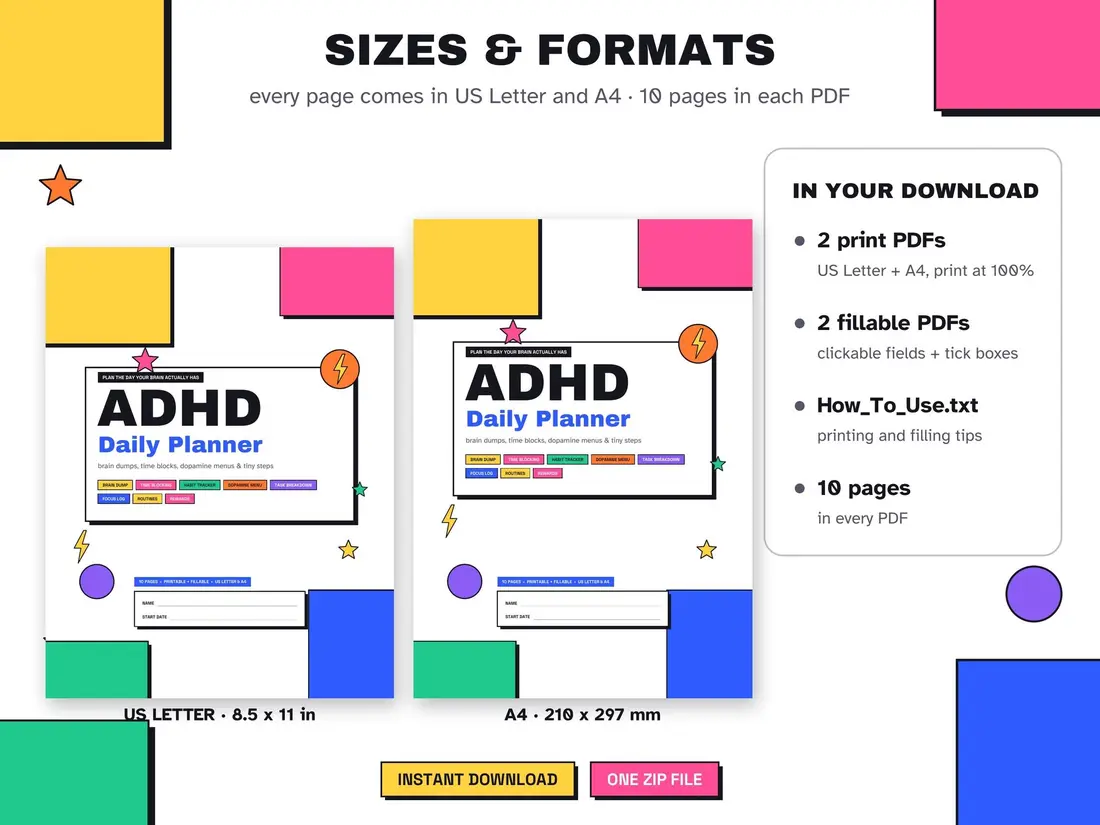 SIZES & FORMATS
every page comes in US Letter and A4 · 10 pages in each PDF
PLAN THE DAY YOUR BRAIN ACTUALLY HAS
ADHD
Daily Planner
brain dumps, time blocks, dopamine menus & tiny steps
BRAIN DUMP TIME BLOCKING HABIT TRACKER DOPAMINE MENU TASK BREAKDOWN
FOCUS LOG ROUTINES REWARDS
10 PAGES • PRINTABLE + FILLABLE • US LETTER & A4
NAME
START DATE
US LETTER · 8.5 x 11 in
PLAN THE DAY YOUR BRAIN ACTUALLY HAS
ADHD
Daily Planner
brain dumps, time blocks, dopamine menus & tiny steps
BRAIN DUMP TIME BLOCKING HABIT TRACKER DOPAMINE MENU TASK BREAKDOWN
FOCUS LOG ROUTINES REWARDS
10 PAGES • PRINTABLE + FILLABLE • US LETTER & A4
NAME
START DATE
A4 · 210 x 297 mm
IN YOUR DOWNLOAD
2 print PDFs
US Letter + A4, print at 100%
2 fillable PDFs
clickable fields + tick boxes
How_To_Use.txt
printing and filling tips
10 pages
in every PDF
INSTANT DOWNLOAD
ONE ZIP FILE